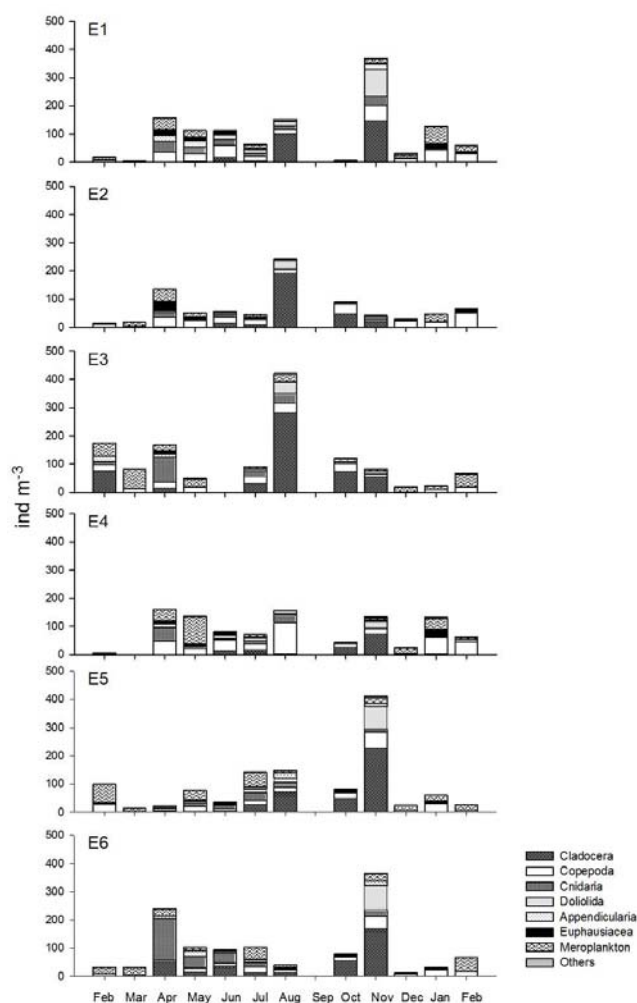 E1
500
400
300
200
100
0
E2
500
400
300
200
100
0
E3
500
400
300
200
100
0
ind m-3
E4
500
400
300
200
100
0
E5
500
400
300
200
100
0
E6
500
400
300
200
100
0
Feb Mar Apr May Jun Jul Aug Sep Oct Nov Dec Jan Feb
Cladocera
Copepoda
Cnidaria
Doliolida
Appendicularia
Euphausiacea
Meroplankton
Others